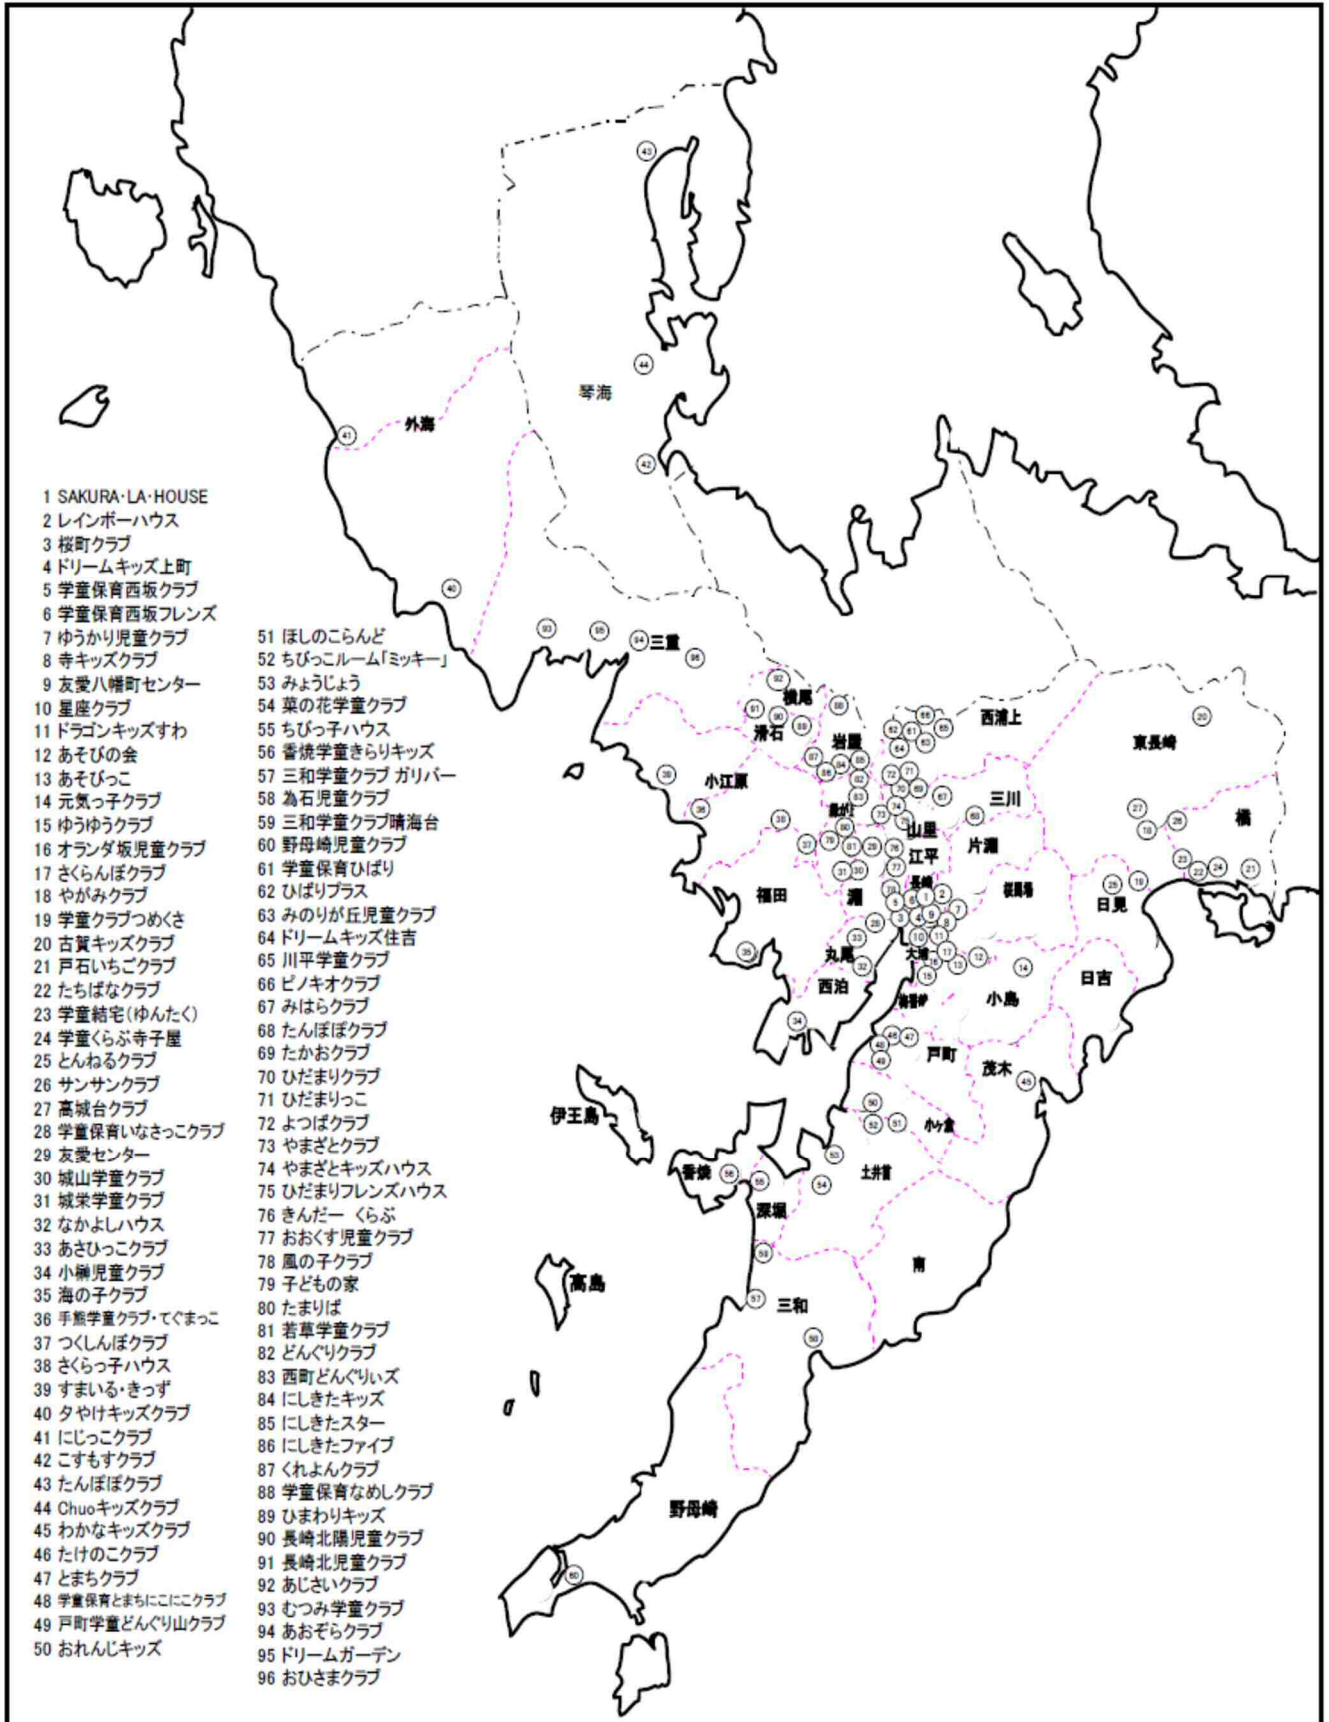 1 SAKURA・LA・HOUSE
2 レインボーハウス
3 桜町クラブ
4 ドリームキッズ上町
5 学童保育西坂クラブ
6 学童保育西坂フレンズ
7 ゆうかり児童クラブ
8 寺キッズクラブ
9 友愛八幡町センター
10 星座クラブ
11 ドラゴンキッズすわ
12 あそびの会
13 あそびっこ
14 元気っ子クラブ
15 ゆうゆうクラブ
16 オランダ坂児童クラブ
17 さくらんぼクラブ
18 やがみクラブ
19 学童クラブつめくさ
20 古賀キッズクラブ
21 戸石いちごクラブ
22 たちばなクラブ
23 学童結宅(ゆんたく)
24 学童くらぶ寺子屋
25 とんねるクラブ
26 サンサンクラブ
27 高城台クラブ
28 学童保育いなさっこクラブ
29 友愛センター
30 城山学童クラブ
31 城栄学童クラブ
32 なかよしハウス
33 あさひっこクラブ
34 小榊児童クラブ
35 海の子クラブ
36 手熊学童クラブ・てぐまっこ
37 つくしんぼクラブ
38 さくらっ子ハウス
39 すまいる・きっず
40 夕やけキッズクラブ
41 にじっこクラブ
42 こすもすクラブ
43 たんぽぽクラブ
44 Chuoキッズクラブ
45 わかなキッズクラブ
46 たけのこクラブ
47 とまちクラブ
48 学童保育とまちにこにこクラブ
49 戸町学童どんぐり山クラブ
50 おれんじキッズ
51 ほしのこらんど
52 ちびっこルーム「ミッキー」
53 みょうじょう
54 菜の花学童クラブ
55 ちびっ子ハウス
56 香焼学童きらりキッズ
57 三和学童クラブ ガリバー
58 為石児童クラブ
59 三和学童クラブ晴海台
60 野母崎児童クラブ
61 学童保育ひばり
62 ひばりプラス
63 みのりが丘児童クラブ
64 ドリームキッズ住吉
65 川平学童クラブ
66 ピノキオクラブ
67 みはらクラブ
68 たんぽぽクラブ
69 たかおクラブ
70 ひだまりクラブ
71 ひだまりっこ
72 よつばクラブ
73 やまざとクラブ
74 やまざとキッズハウス
75 ひだまりフレンズハウス
76 きんだー くらぶ
77 おおくす児童クラブ
78 風の子クラブ
79 子どもの家
80 たまりば
81 若草学童クラブ
82 どんぐりクラブ
83 西町どんぐりぃズ
84 にしきたキッズ
85 にしきたスター
86 にしきたファイブ
87 くれよんクラブ
88 学童保育なめしクラブ
89 ひまわりキッズ
90 長崎北陽児童クラブ
91 長崎北児童クラブ
92 あじさいクラブ
93 むつみ学童クラブ
94 あおぞらクラブ
95 ドリームガーデン
96 おひさまクラブ
琴海
外海
三重
横尾
滑石
岩屋
西浦上
東長崎
小江原
三川
橘
山里
片淵
江平
長崎
桜馬場
日見
福田
淵
丸尾
西泊
大浦
梅香崎
小島
日吉
戸町
茂木
伊王島
小ヶ倉
香焼
土井首
深堀
南
高島
三和
野母崎